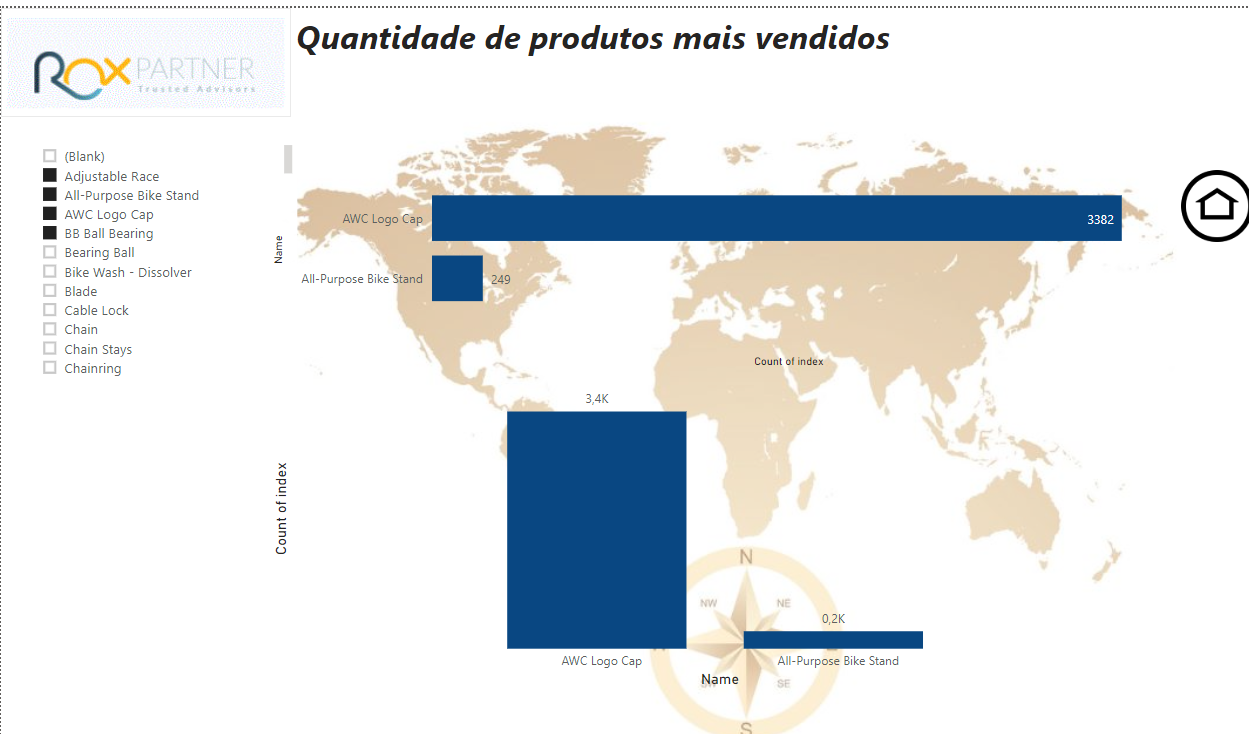 ROX PARTNER
Trusted Advisors
Quantidade de produtos mais vendidos
(Blank)
Adjustable Race
All-Purpose Bike Stand
AWC Logo Cap
BB Ball Bearing
Bearing Ball
Bike Wash - Dissolver
Blade
Cable Lock
Chain
Chain Stays
Chainring
Name
AWC Logo Cap
3382
All-Purpose Bike Stand
249
Count of index
Count of index
3,4K
0,2K
AWC Logo Cap
All-Purpose Bike Stand
Name
N
NW
NE
SE
S